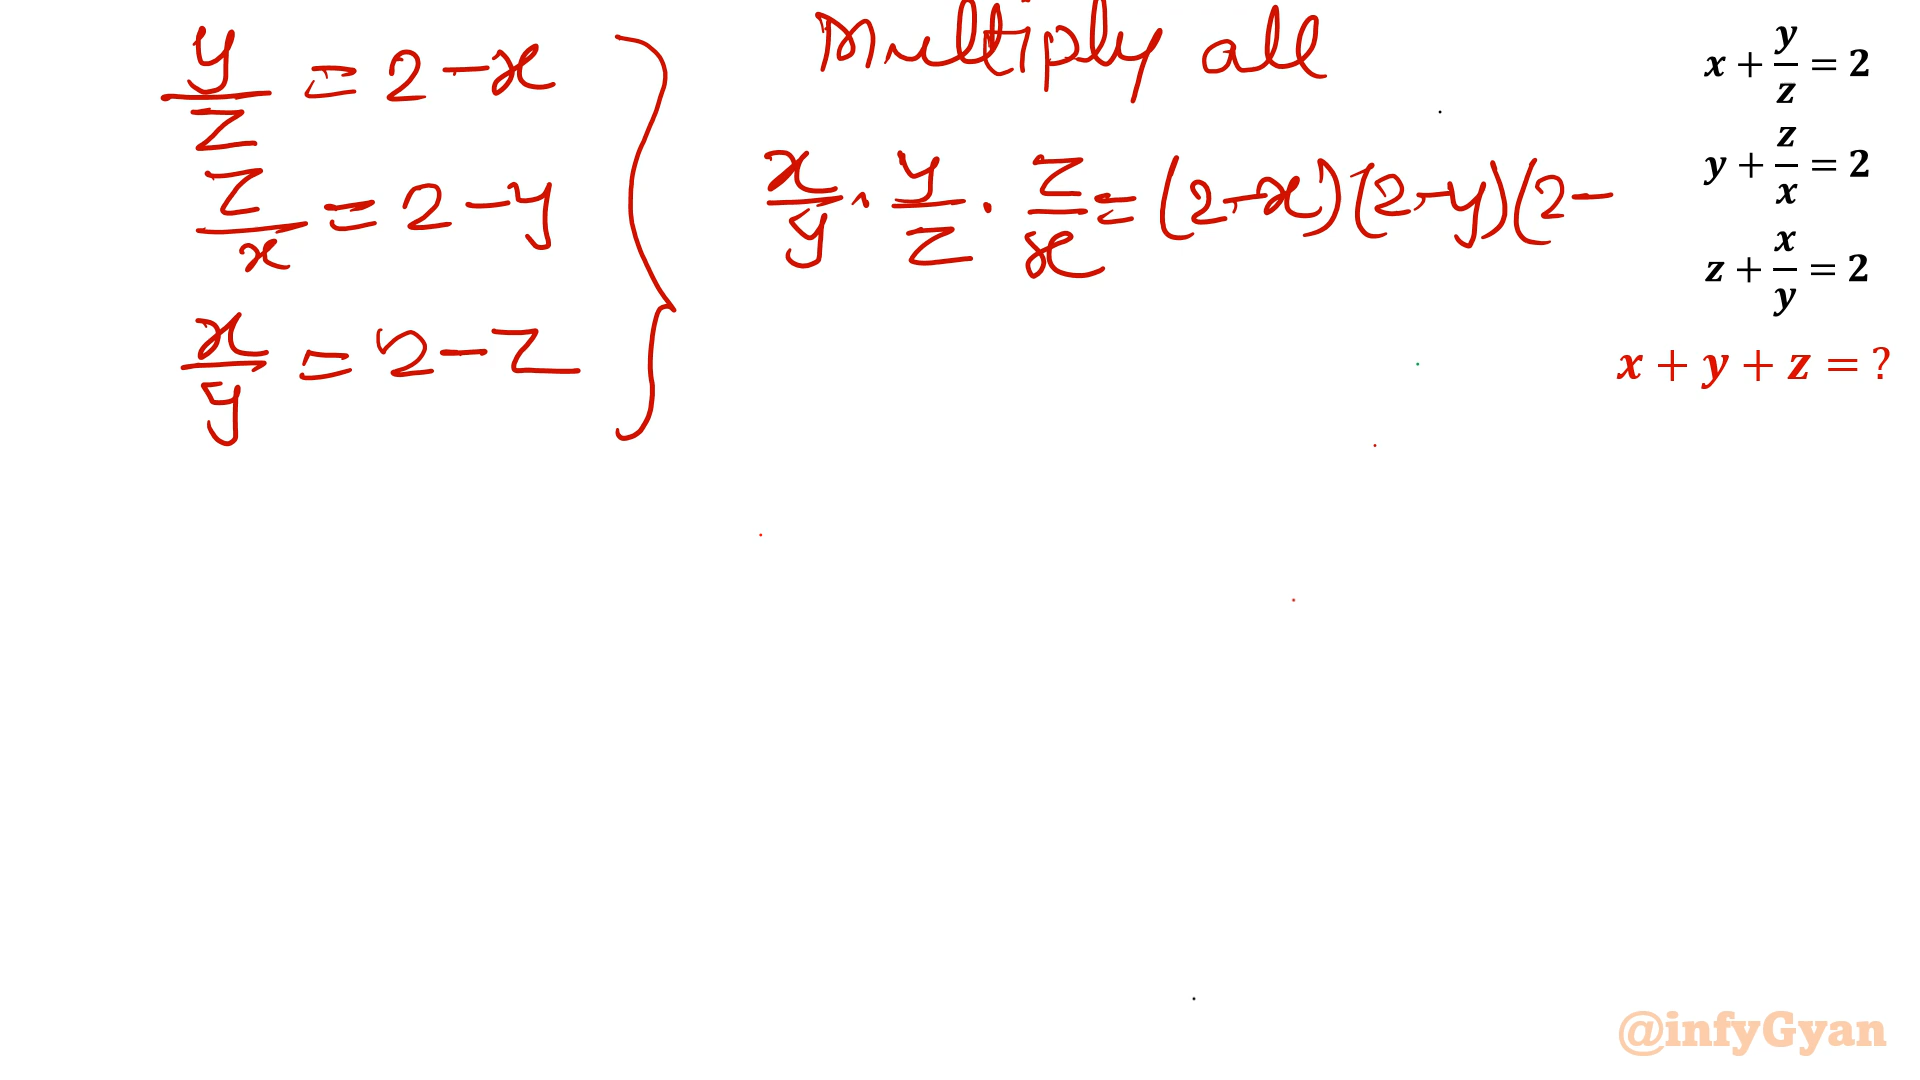 y/z = 2 - x
z/x = 2 - y
x/y = 2 - z
Multiply all
x/y · y/z · z/x = (2-x)(2-y)(2-
x + y/z = 2
y + z/x = 2
z + x/y = 2
x + y + z = ?
@infyGyan